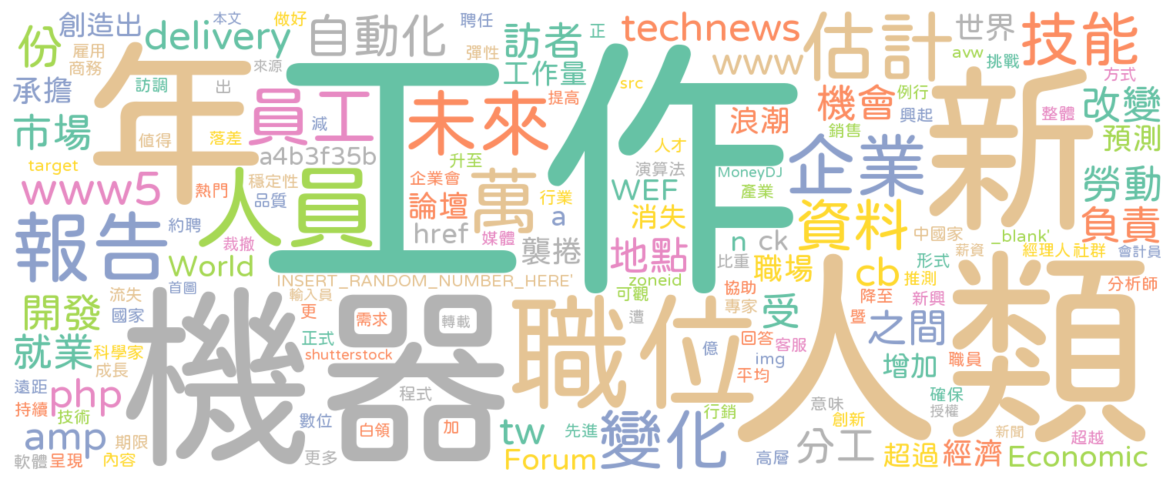 工作
人類
機器
新
年
職位
人員
未來
企業
報告
估計
員工
技能
資料
變化
萬
份
創造出
本文
做好
聘任
delivery
自動化
訪者
正
technews
世界
雇用
商務
來源
彈性
工作量
www
avw
挑戰
承擔
訪調
出
提高
src
機會
例行
方式
改變
市場
值得
落差
減
浪潮
銷售
興起
整體
預測
target
a4b3f35b
升至
人才
演算法
MoneyDJ
www5
熱門
穩定性
品質
企業會
行業
WEF
產業
勞動
論壇
a
消失
負責
約聘
裁撤
href
媒體
襲捲
地點
n
ck
中國家
_blank'
World
首圖
INSERT_RANDOM_NUMBER_HERE'
zoneid
比重
職場
cb
薪資
經理人社群
會計員
形式
推測
分析師
開發
流失
國家
輸入員
更
可觀
遭
協助
專家
受
降至
暨
新興
之間
就業
科學家
成長
正式
需求
轉載
shutterstock
億
回答
客服
img
平均
增加
職員
確保
授權
遠距
持續
php
技術
數位
程式
意味
創新
amp
期限
白領
加
tw
先進
行銷
分工
新聞
超越
軟體
呈現
內容
更多
Forum
高層
超過
經濟
Economic